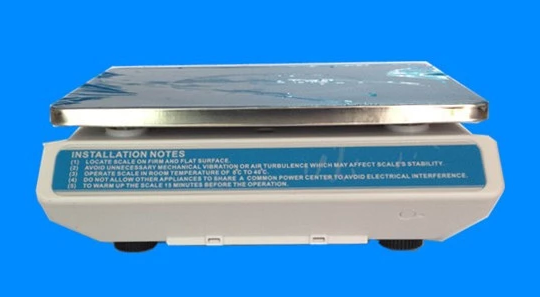 INSTALLATION NOTES
(1) LOCATE SCALE ON FIRM AND FLAT SURFACE.
(2) AVOID UNNECESSARY MECHANICAL VIBRATION OR AIR TURBULENCE WHICH MAY AFFECT SCALE'S STABILITY.
(3) OPERATE SCALE IN ROOM TEMPERATURE OF 0°C TO 40°C.
(4) DO NOT ALLOW OTHER APPLIANCES TO SHARE A COMMON POWER CENTER TO AVOID ELECTRICAL INTERFERENCE.
(5) TO WARM UP THE SCALE 15 MINUTES BEFORE THE OPERATION.